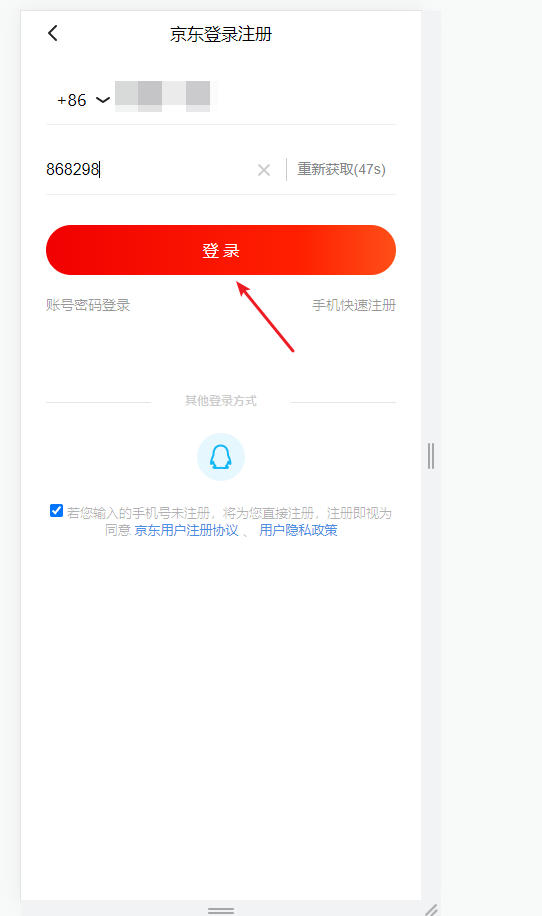 京东登录注册
+86
868298
重新获取(47s)
登录
账号密码登录
手机快速注册
其他登录方式
若您输入的手机号未注册，将为您直接注册，注册即视为
同意 京东用户注册协议 、 用户隐私政策